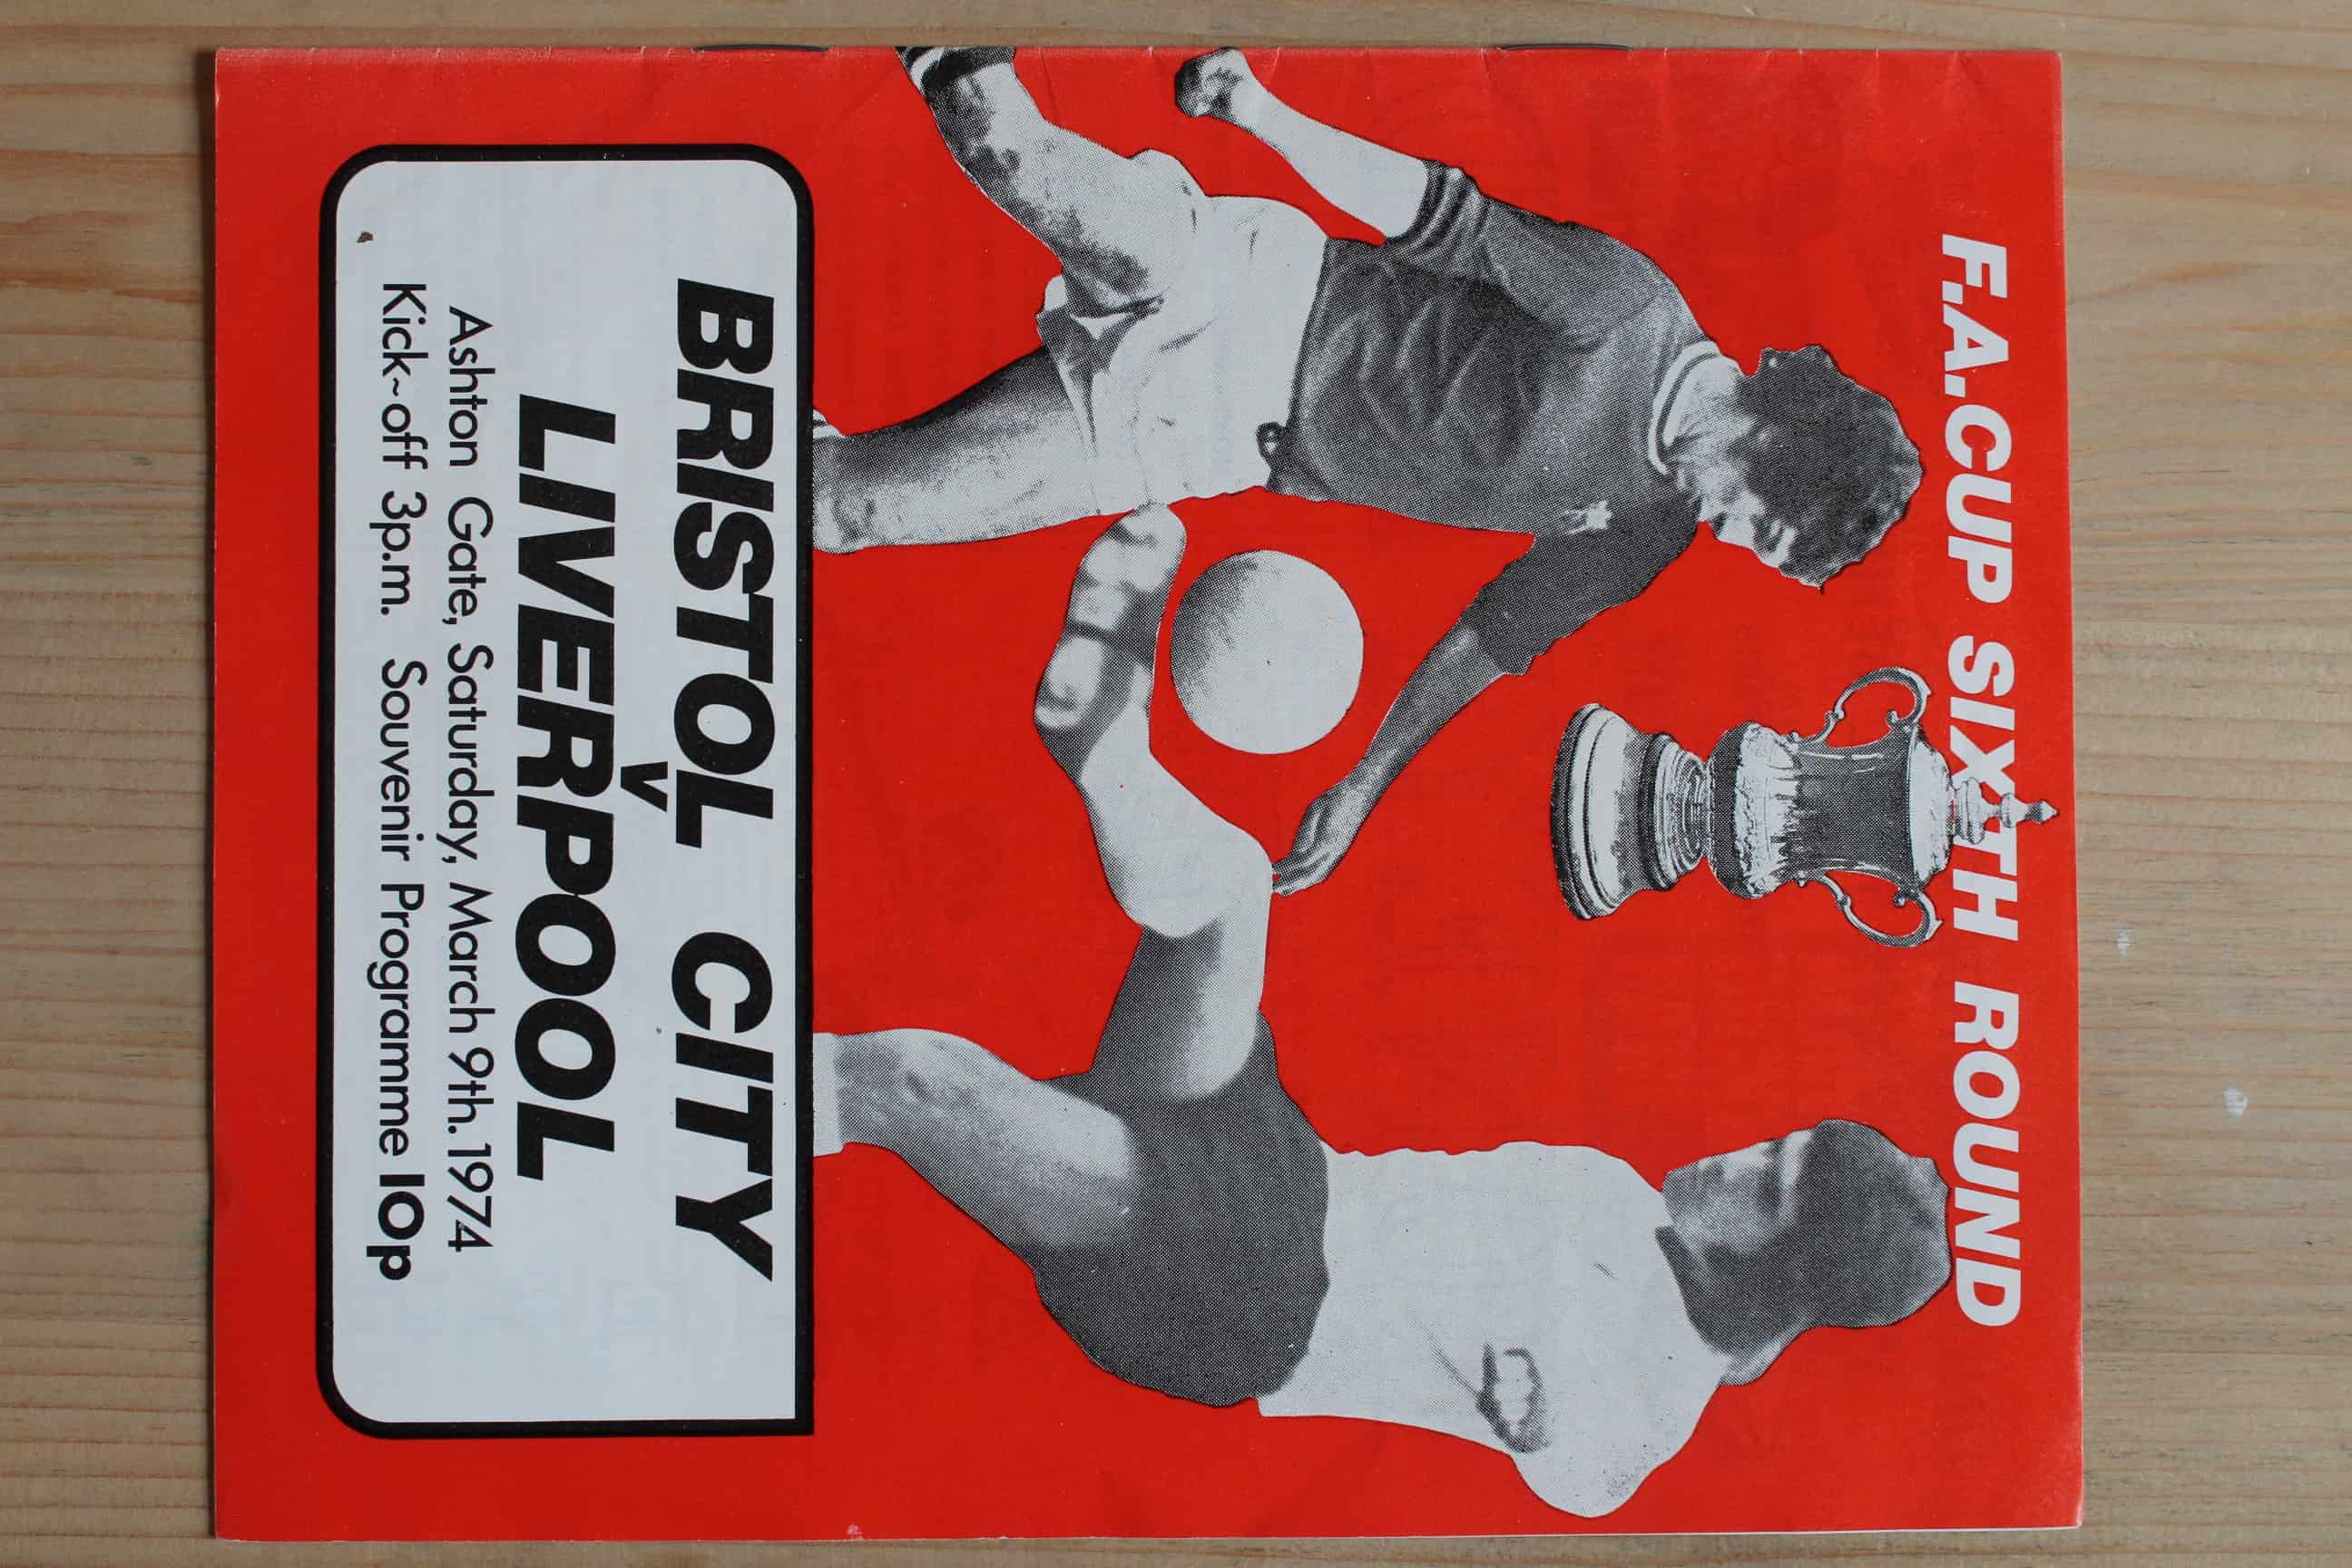 F.A.CUP SIXTH ROUND
BRISTOL CITY
v
LIVERPOOL
Ashton Gate, Saturday, March 9th.1974
Kick~off 3p.m. Souvenir Programme 10p